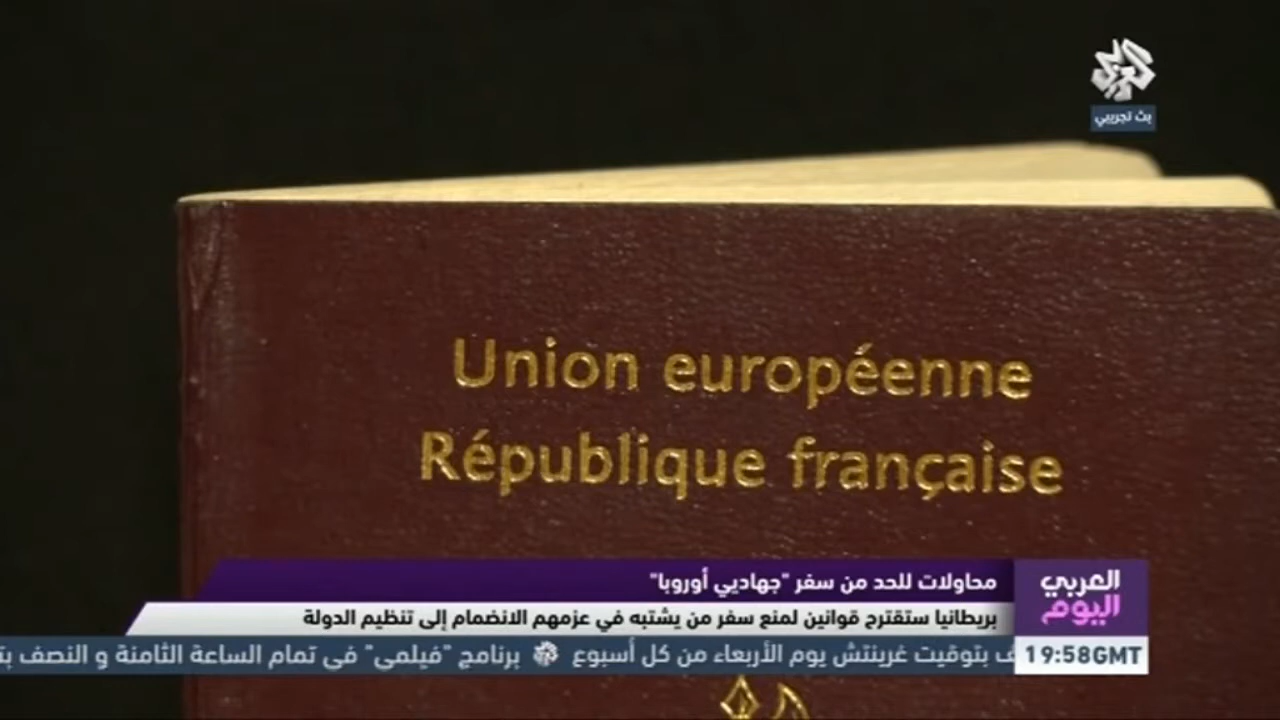 العربي
بث تجريبي
Union européenne
République française
محاولات للحد من سفر "جهاديي أوروبا"
العربي اليوم
بريطانيا ستقترح قوانين لمنع سفر من يشتبه في عزمهم الانضمام إلى تنظيم الدولة
بتوقيت غرينتش يوم الأربعاء من كل أسبوع برنامج "فيلمي" في تمام الساعة الثامنة و النصف
19:58GMT